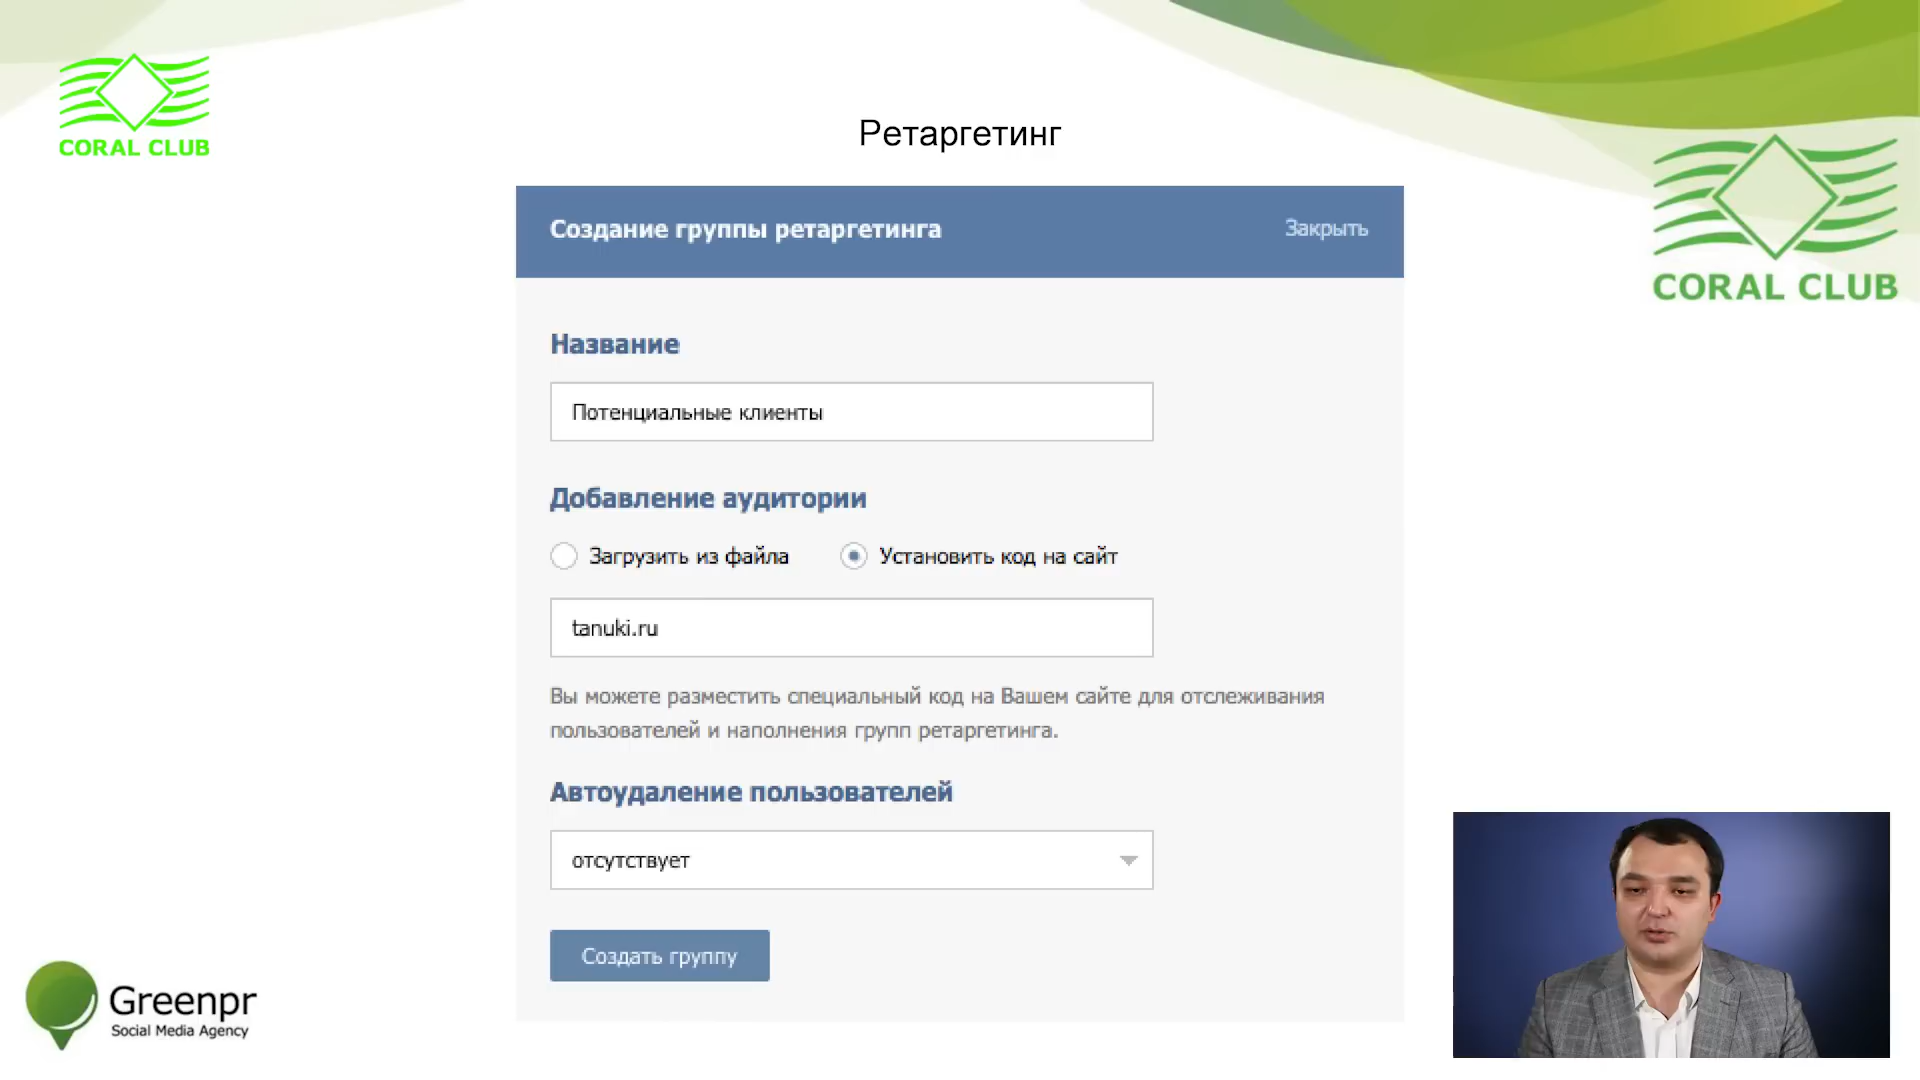 CORAL CLUB
Ретаргетинг
CORAL CLUB
Создание группы ретаргетинга
Закрыть
Название
Потенциальные клиенты
Добавление аудитории
Загрузить из файла
Установить код на сайт
tanuki.ru
Вы можете разместить специальный код на Вашем сайте для отслеживания
пользователей и наполнения групп ретаргетинга.
Автоудаление пользователей
отсутствует
Создать группу
Greenpr
Social Media Agency